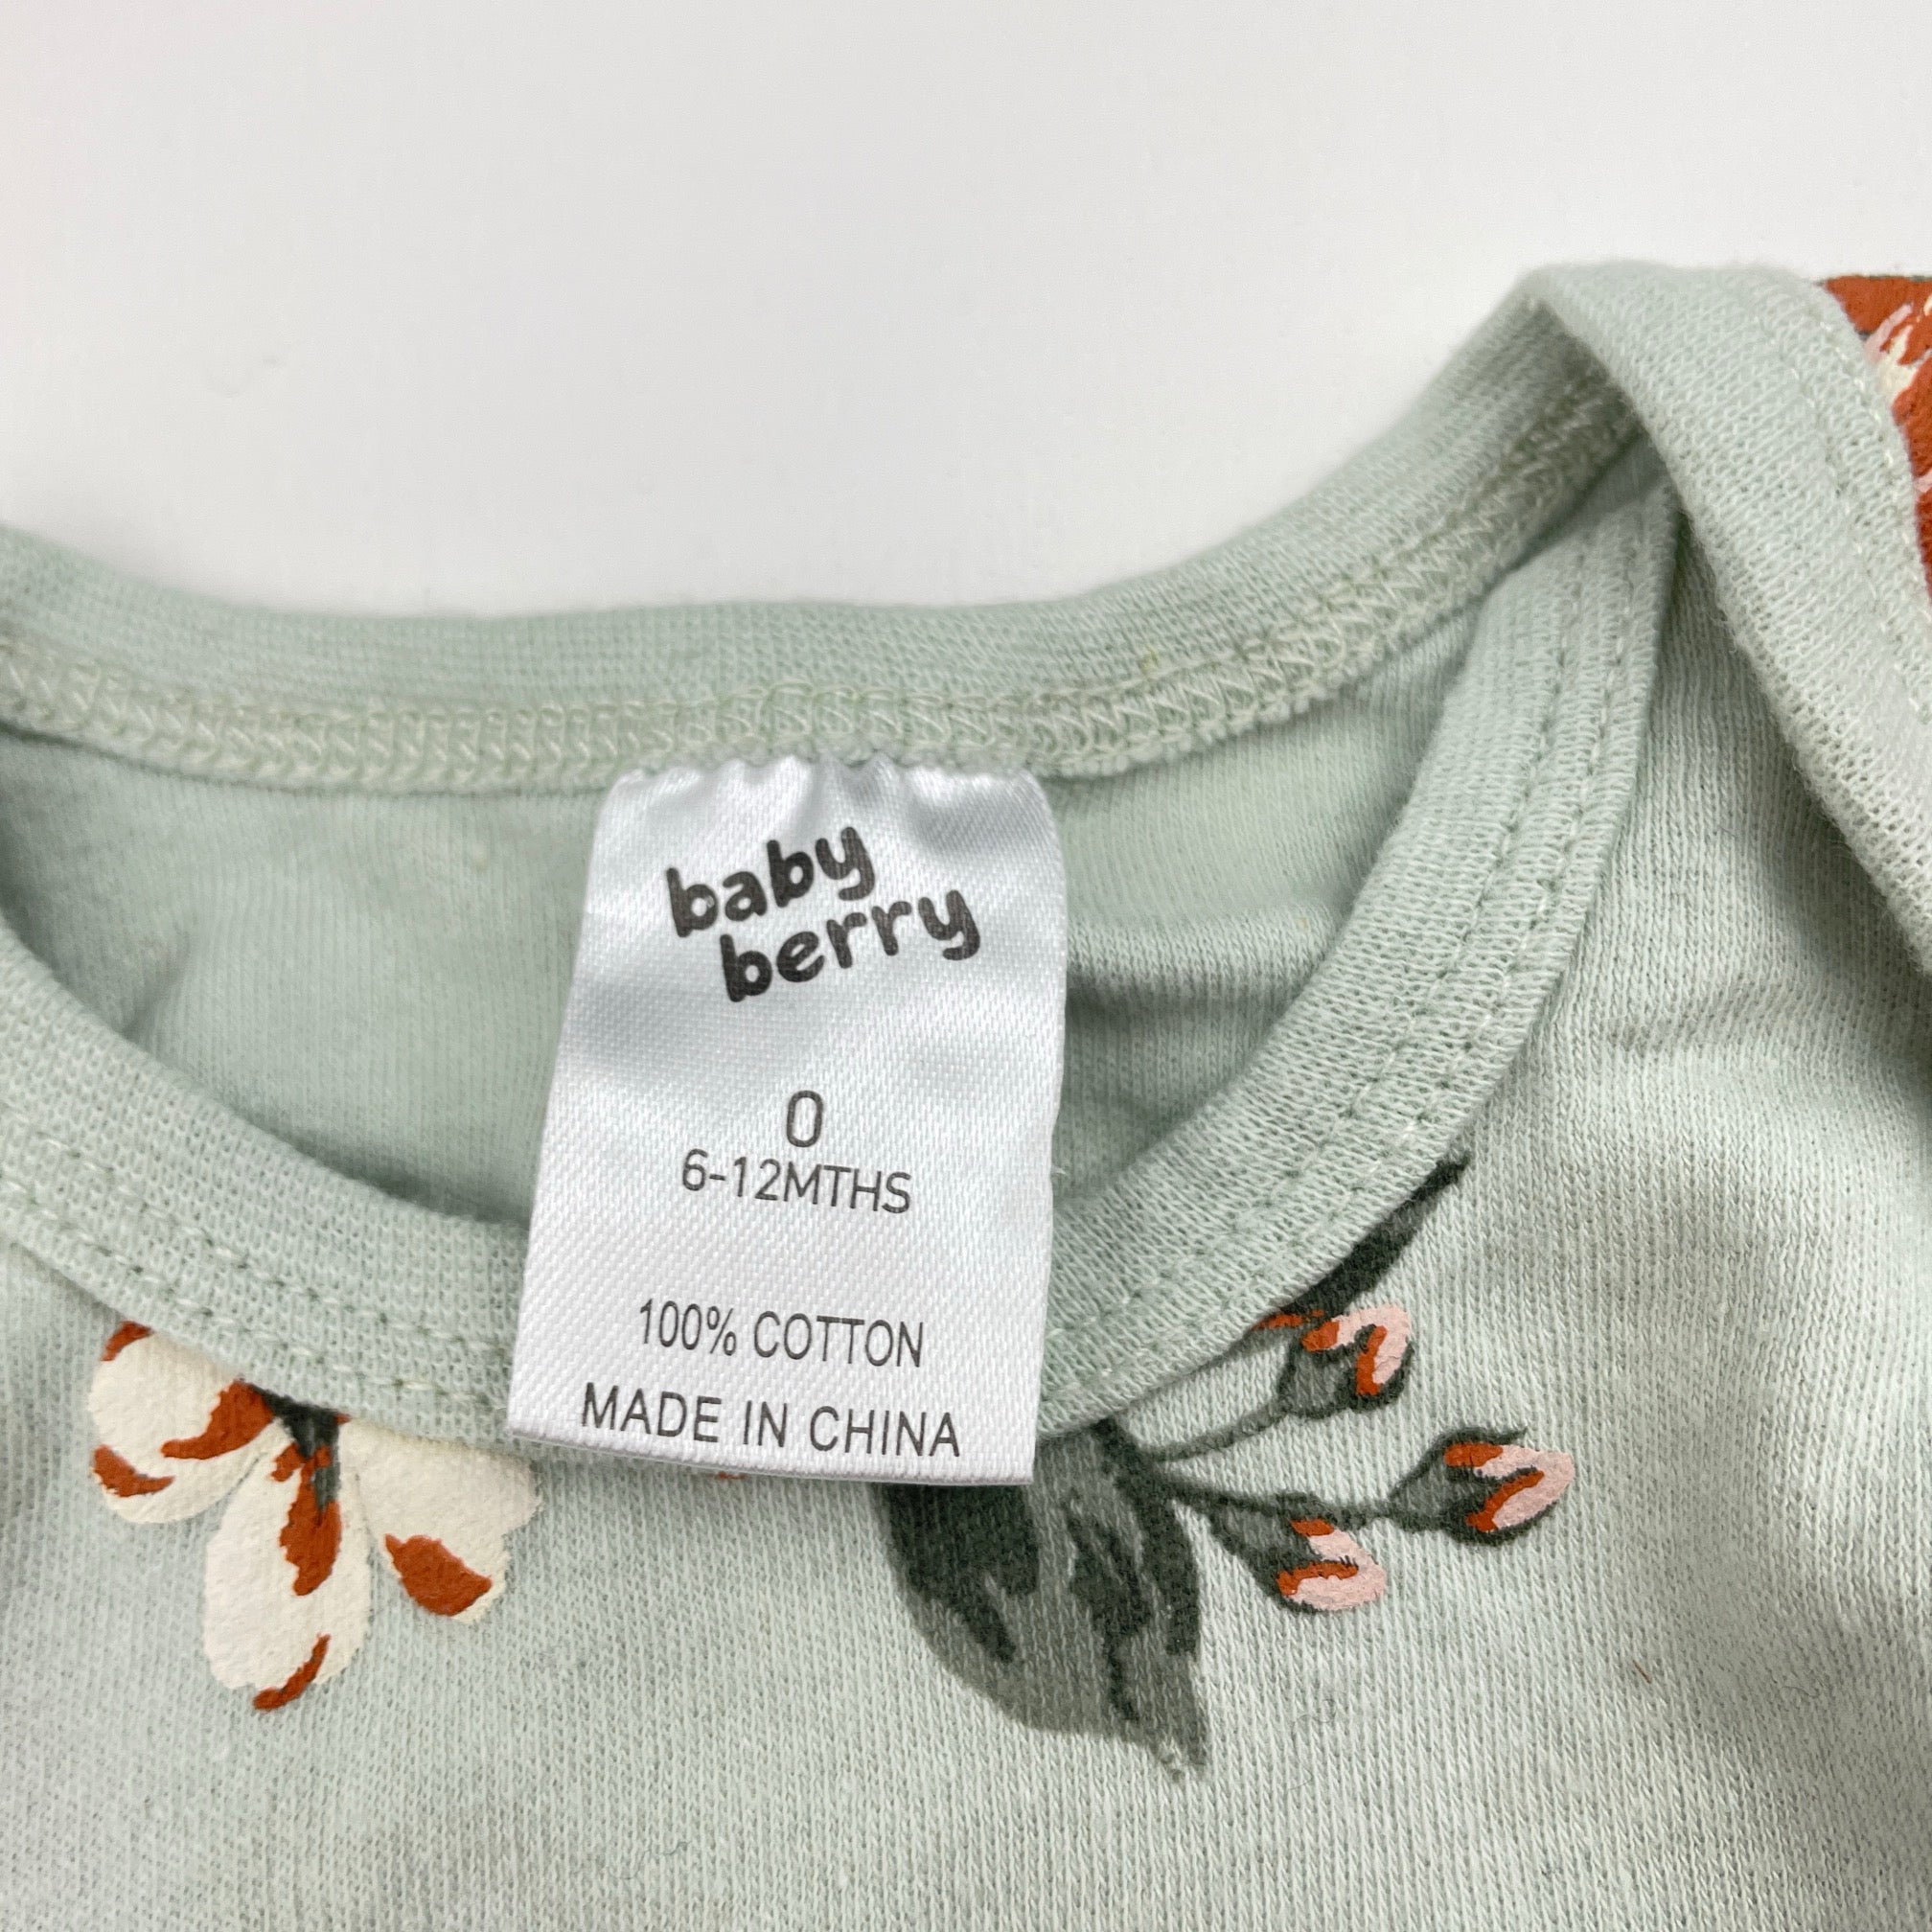 baby
berry
0
6-12MTHS
100% COTTON
MADE IN CHINA